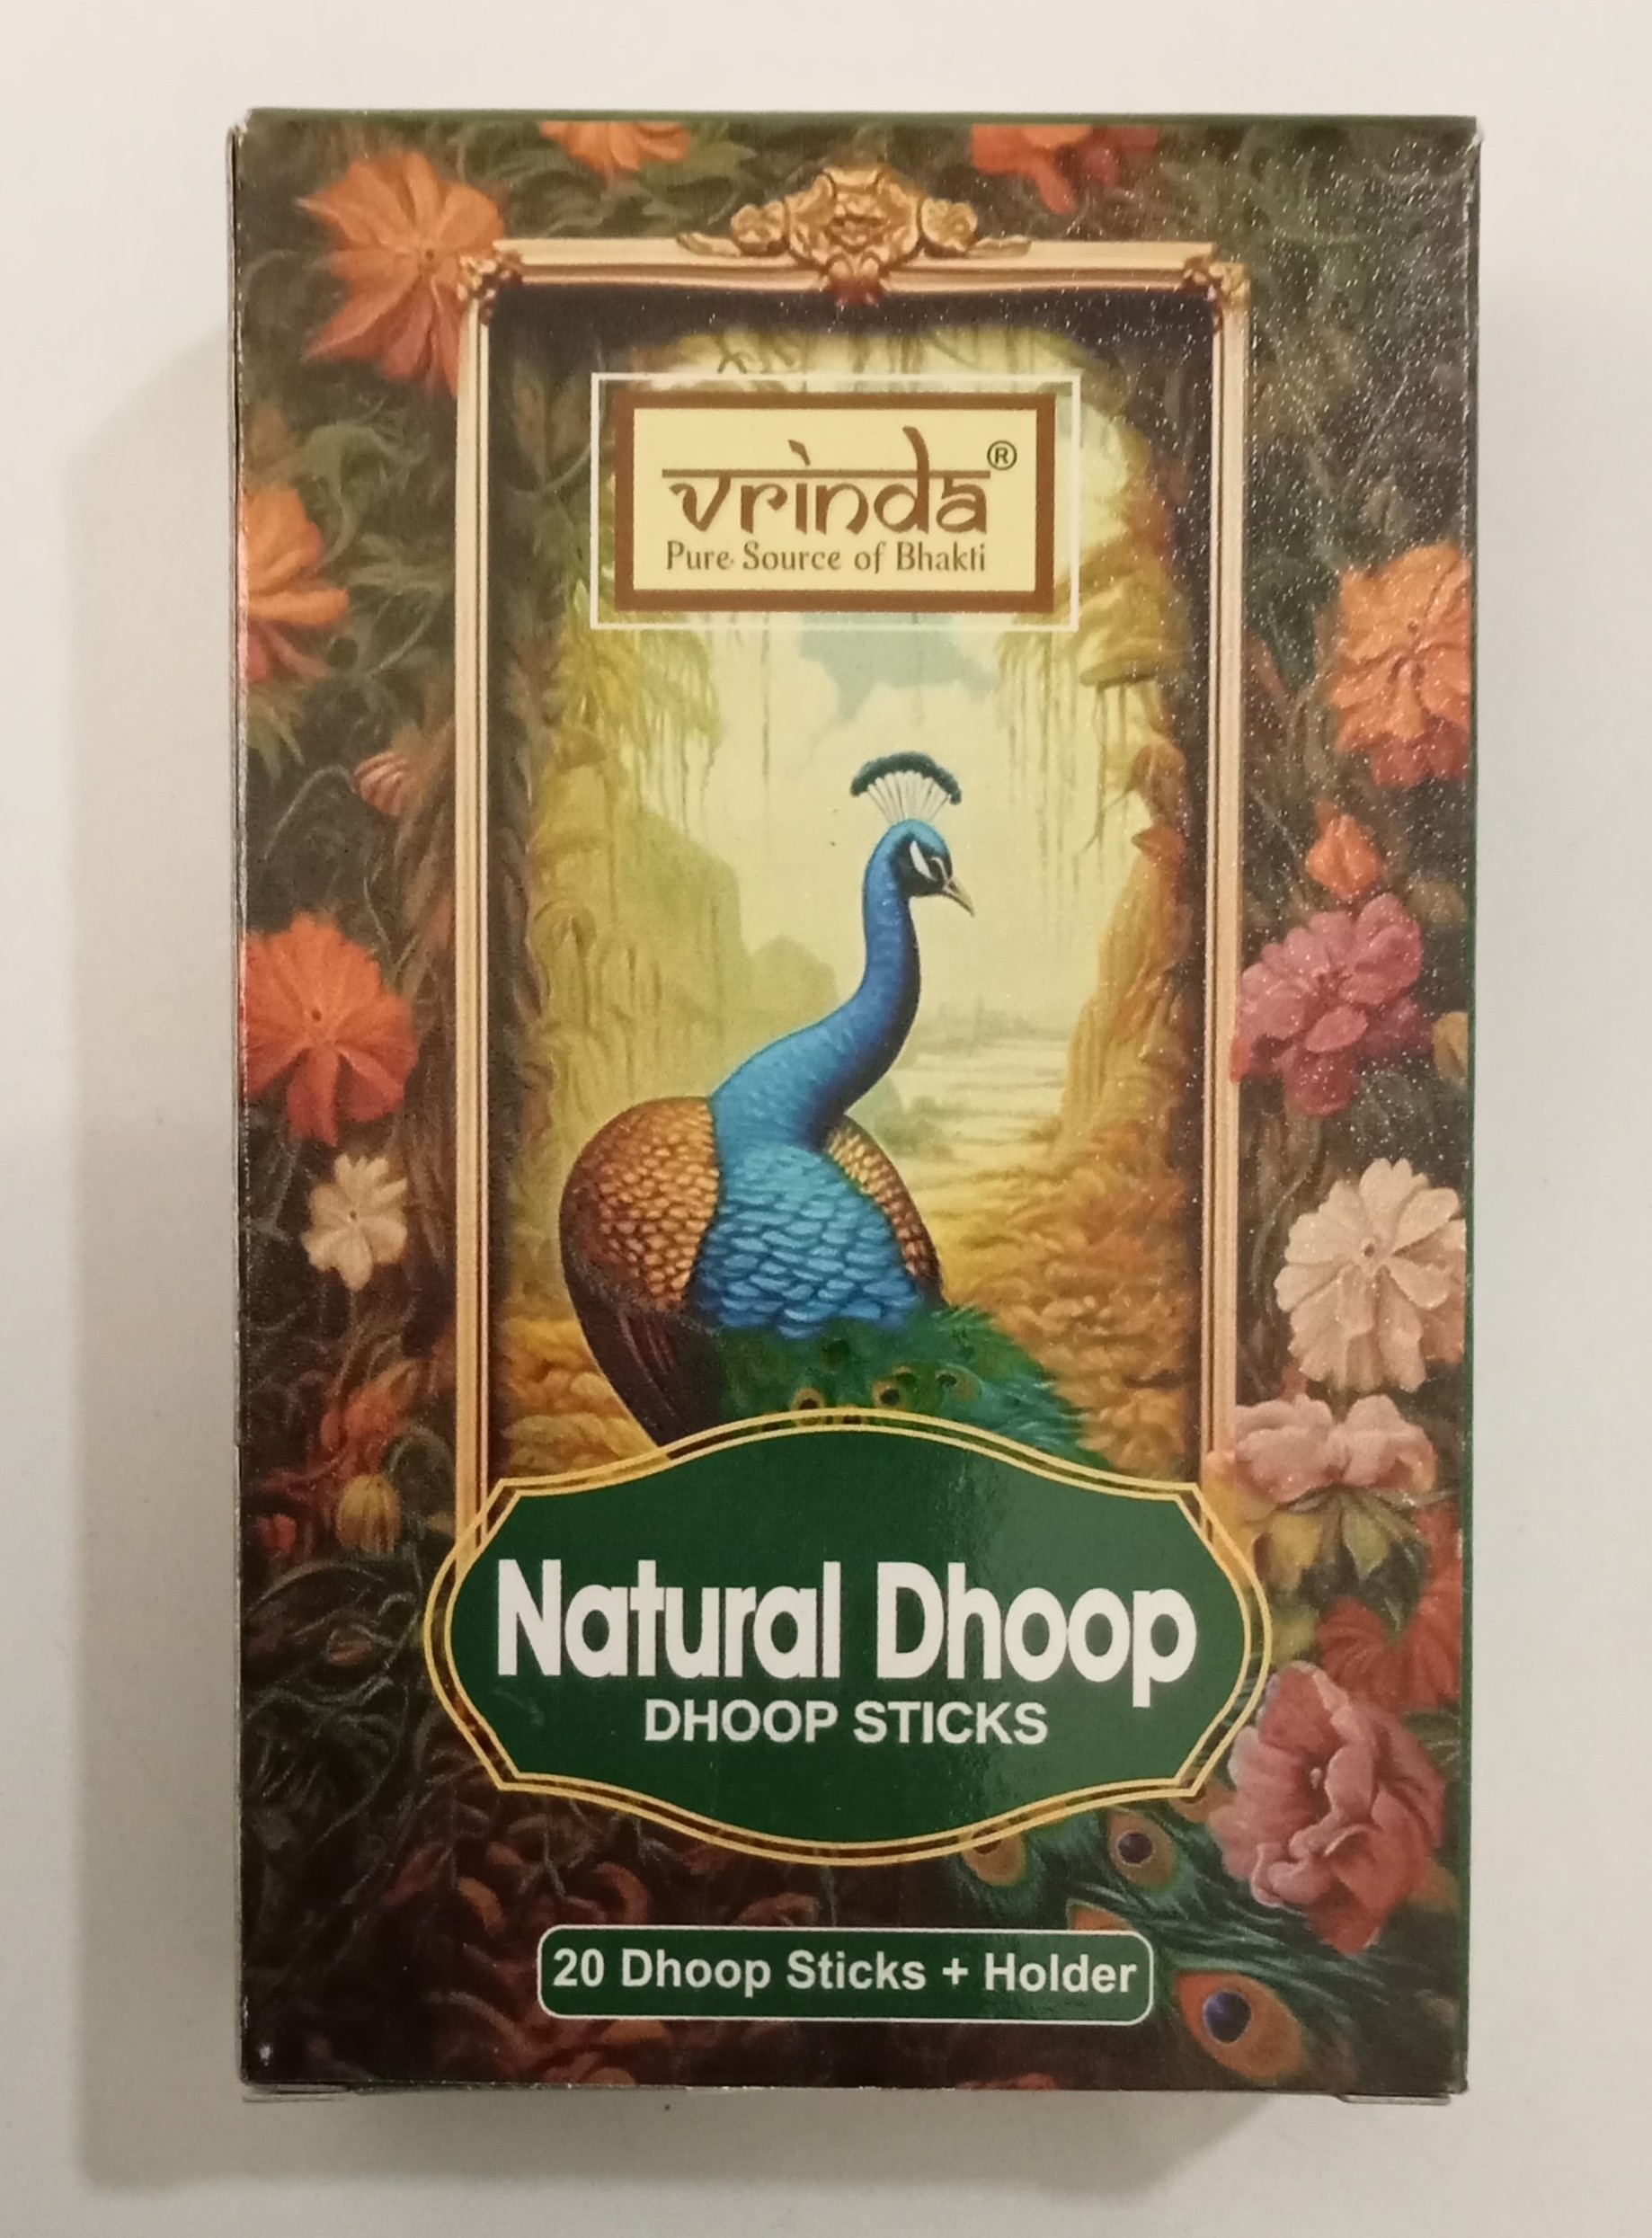 vrinda®
Pure Source of Bhakti
Natural Dhoop
DHOOP STICKS
20 Dhoop Sticks + Holder